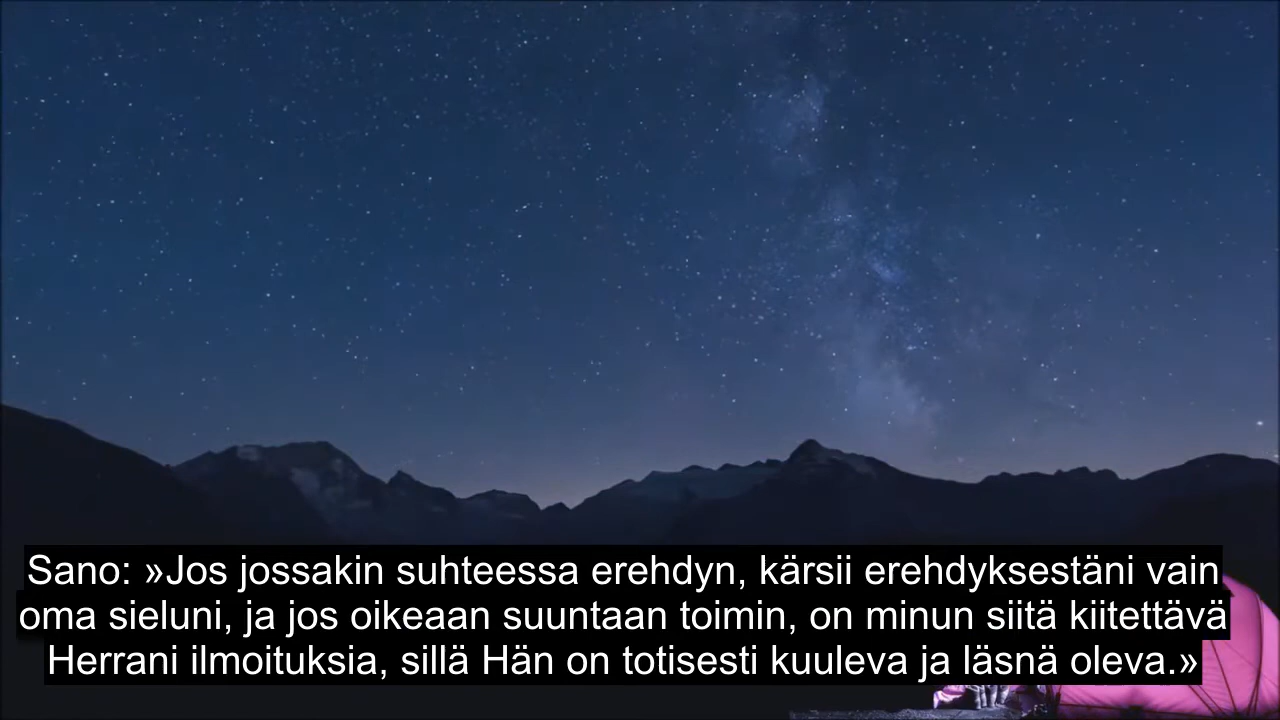 Sano: »Jos jossakin suhteessa erehdyn, kärsii erehdyksestäni vain
oma sieluni, ja jos oikeaan suuntaan toimin, on minun siitä kiitettävä
Herrani ilmoituksia, sillä Hän on totisesti kuuleva ja läsnä oleva.»